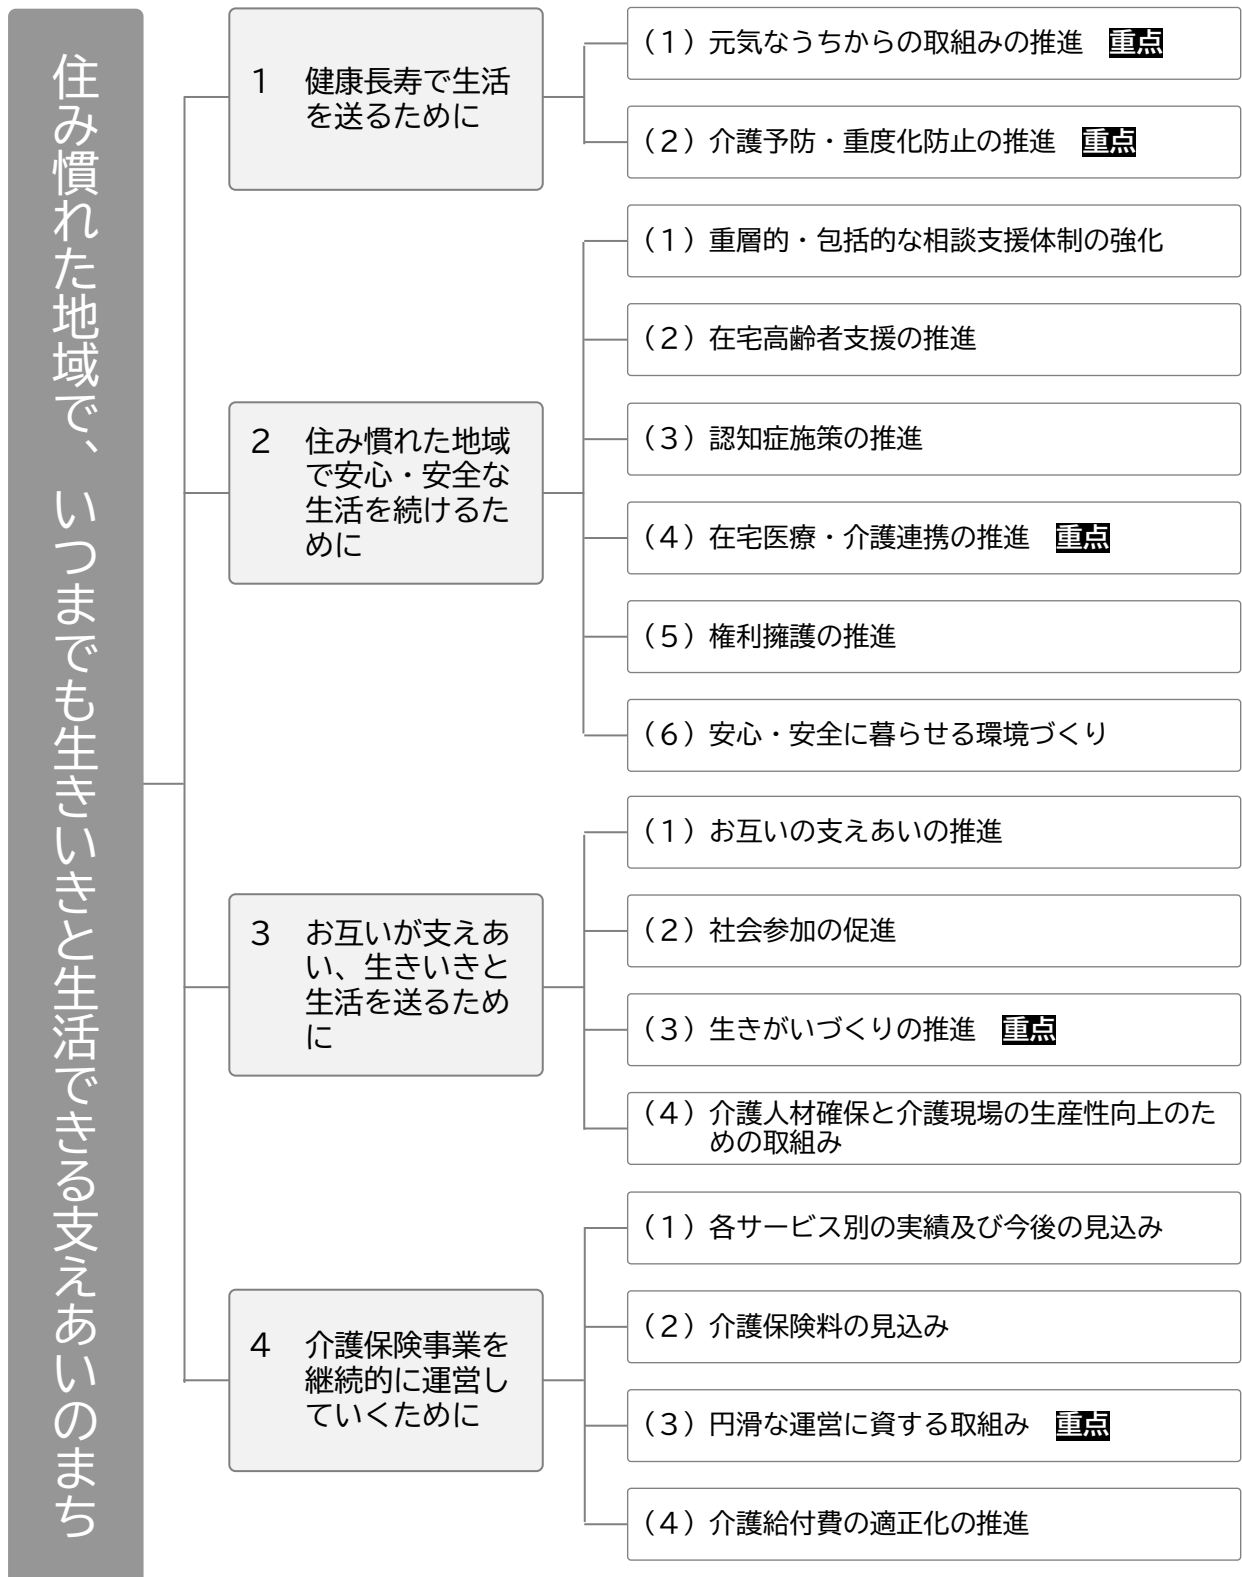 住み慣れた地域で、いつまでも生きいきと生活できる支えあいのまち
1　健康長寿で生活
を送るために
（1）元気なうちからの取組みの推進　重点
（2）介護予防・重度化防止の推進　重点
2　住み慣れた地域
で安心・安全な
生活を続けるた
めに
（1）重層的・包括的な相談支援体制の強化
（2）在宅高齢者支援の推進
（3）認知症施策の推進
（4）在宅医療・介護連携の推進　重点
（5）権利擁護の推進
（6）安心・安全に暮らせる環境づくり
3　お互いが支えあ
い、生きいきと
生活を送るため
に
（1）お互いの支えあいの推進
（2）社会参加の促進
（3）生きがいづくりの推進　重点
（4）介護人材確保と介護現場の生産性向上のた
めの取組み
4　介護保険事業を
継続的に運営し
ていくために
（1）各サービス別の実績及び今後の見込み
（2）介護保険料の見込み
（3）円滑な運営に資する取組み　重点
（4）介護給付費の適正化の推進